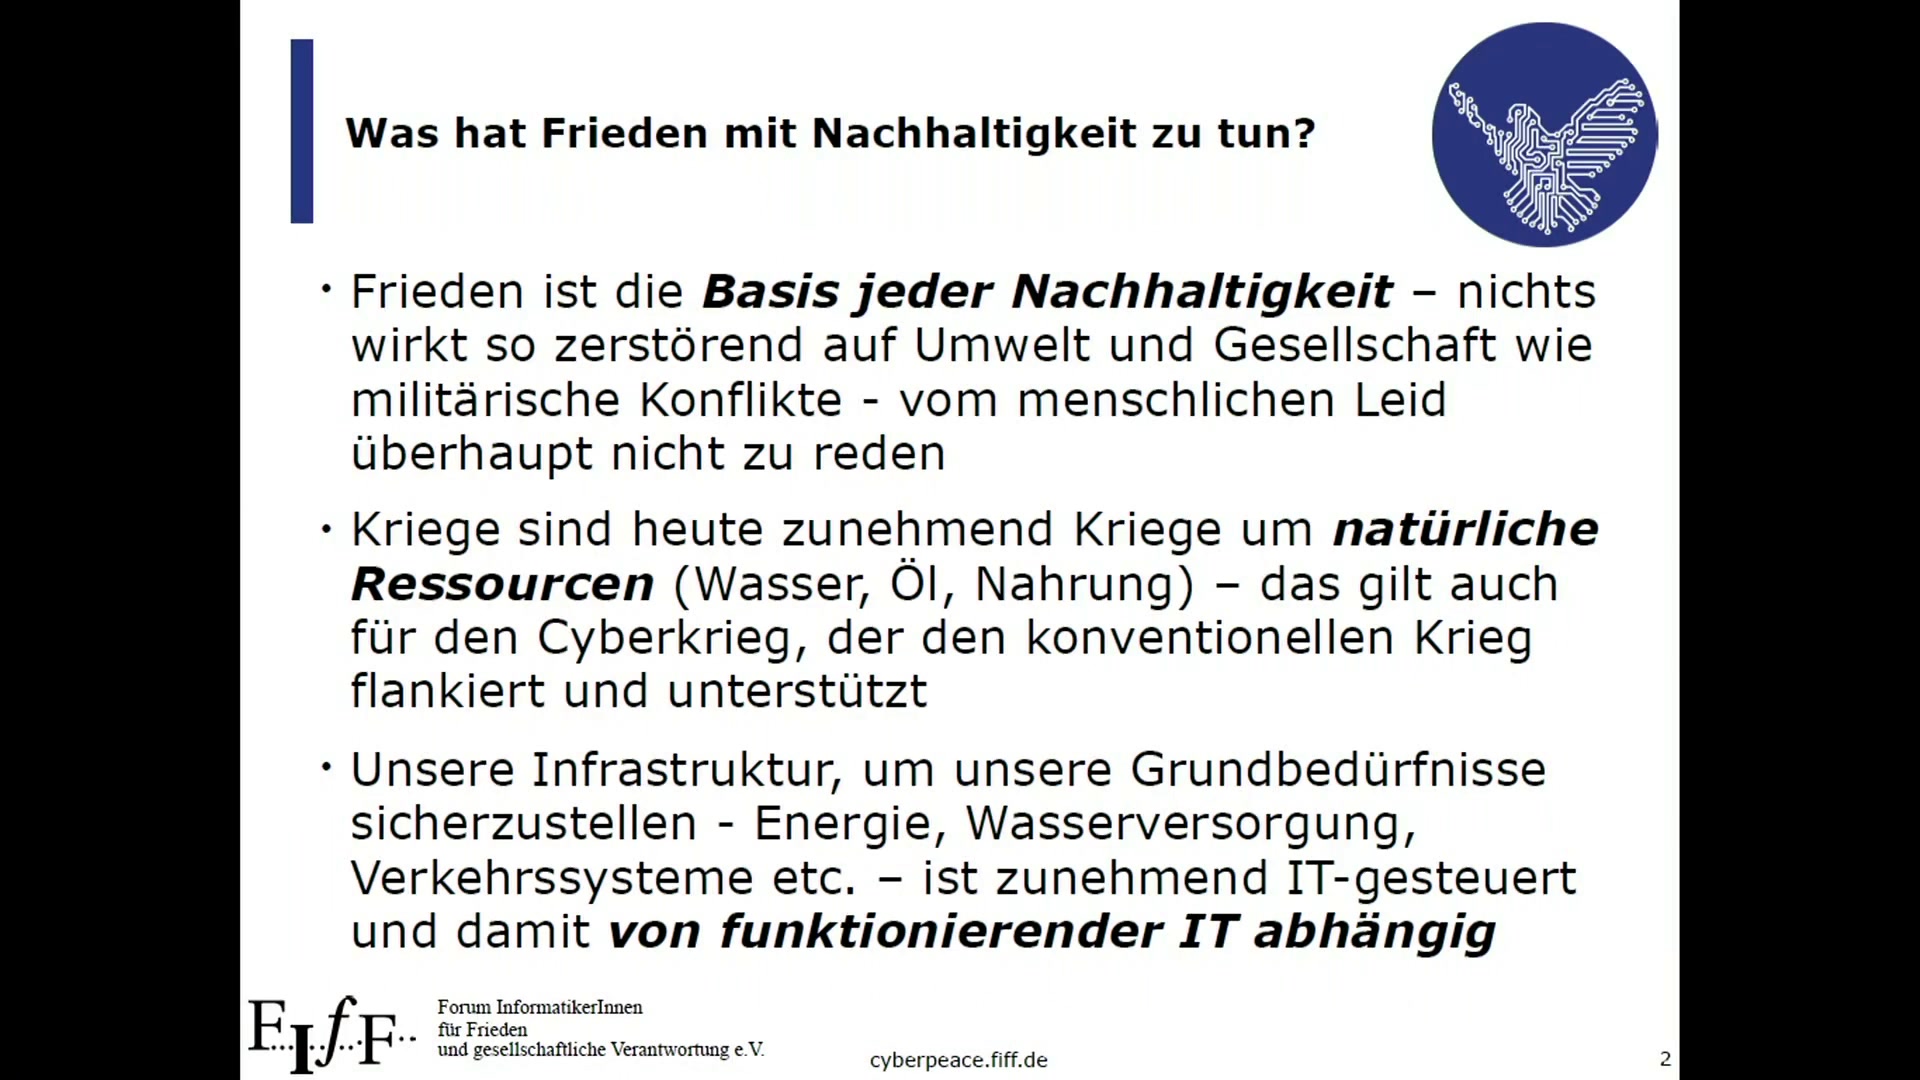 Was hat Frieden mit Nachhaltigkeit zu tun?
• Frieden ist die Basis jeder Nachhaltigkeit – nichts
wirkt so zerstörend auf Umwelt und Gesellschaft wie
militärische Konflikte - vom menschlichen Leid
überhaupt nicht zu reden
• Kriege sind heute zunehmend Kriege um natürliche
Ressourcen (Wasser, Öl, Nahrung) – das gilt auch
für den Cyberkrieg, der den konventionellen Krieg
flankiert und unterstützt
• Unsere Infrastruktur, um unsere Grundbedürfnisse
sicherzustellen - Energie, Wasserversorgung,
Verkehrssysteme etc. – ist zunehmend IT-gesteuert
und damit von funktionierender IT abhängig
FIfF
Forum InformatikerInnen
für Frieden
und gesellschaftliche Verantwortung e.V.
cyberpeace.fiff.de
2